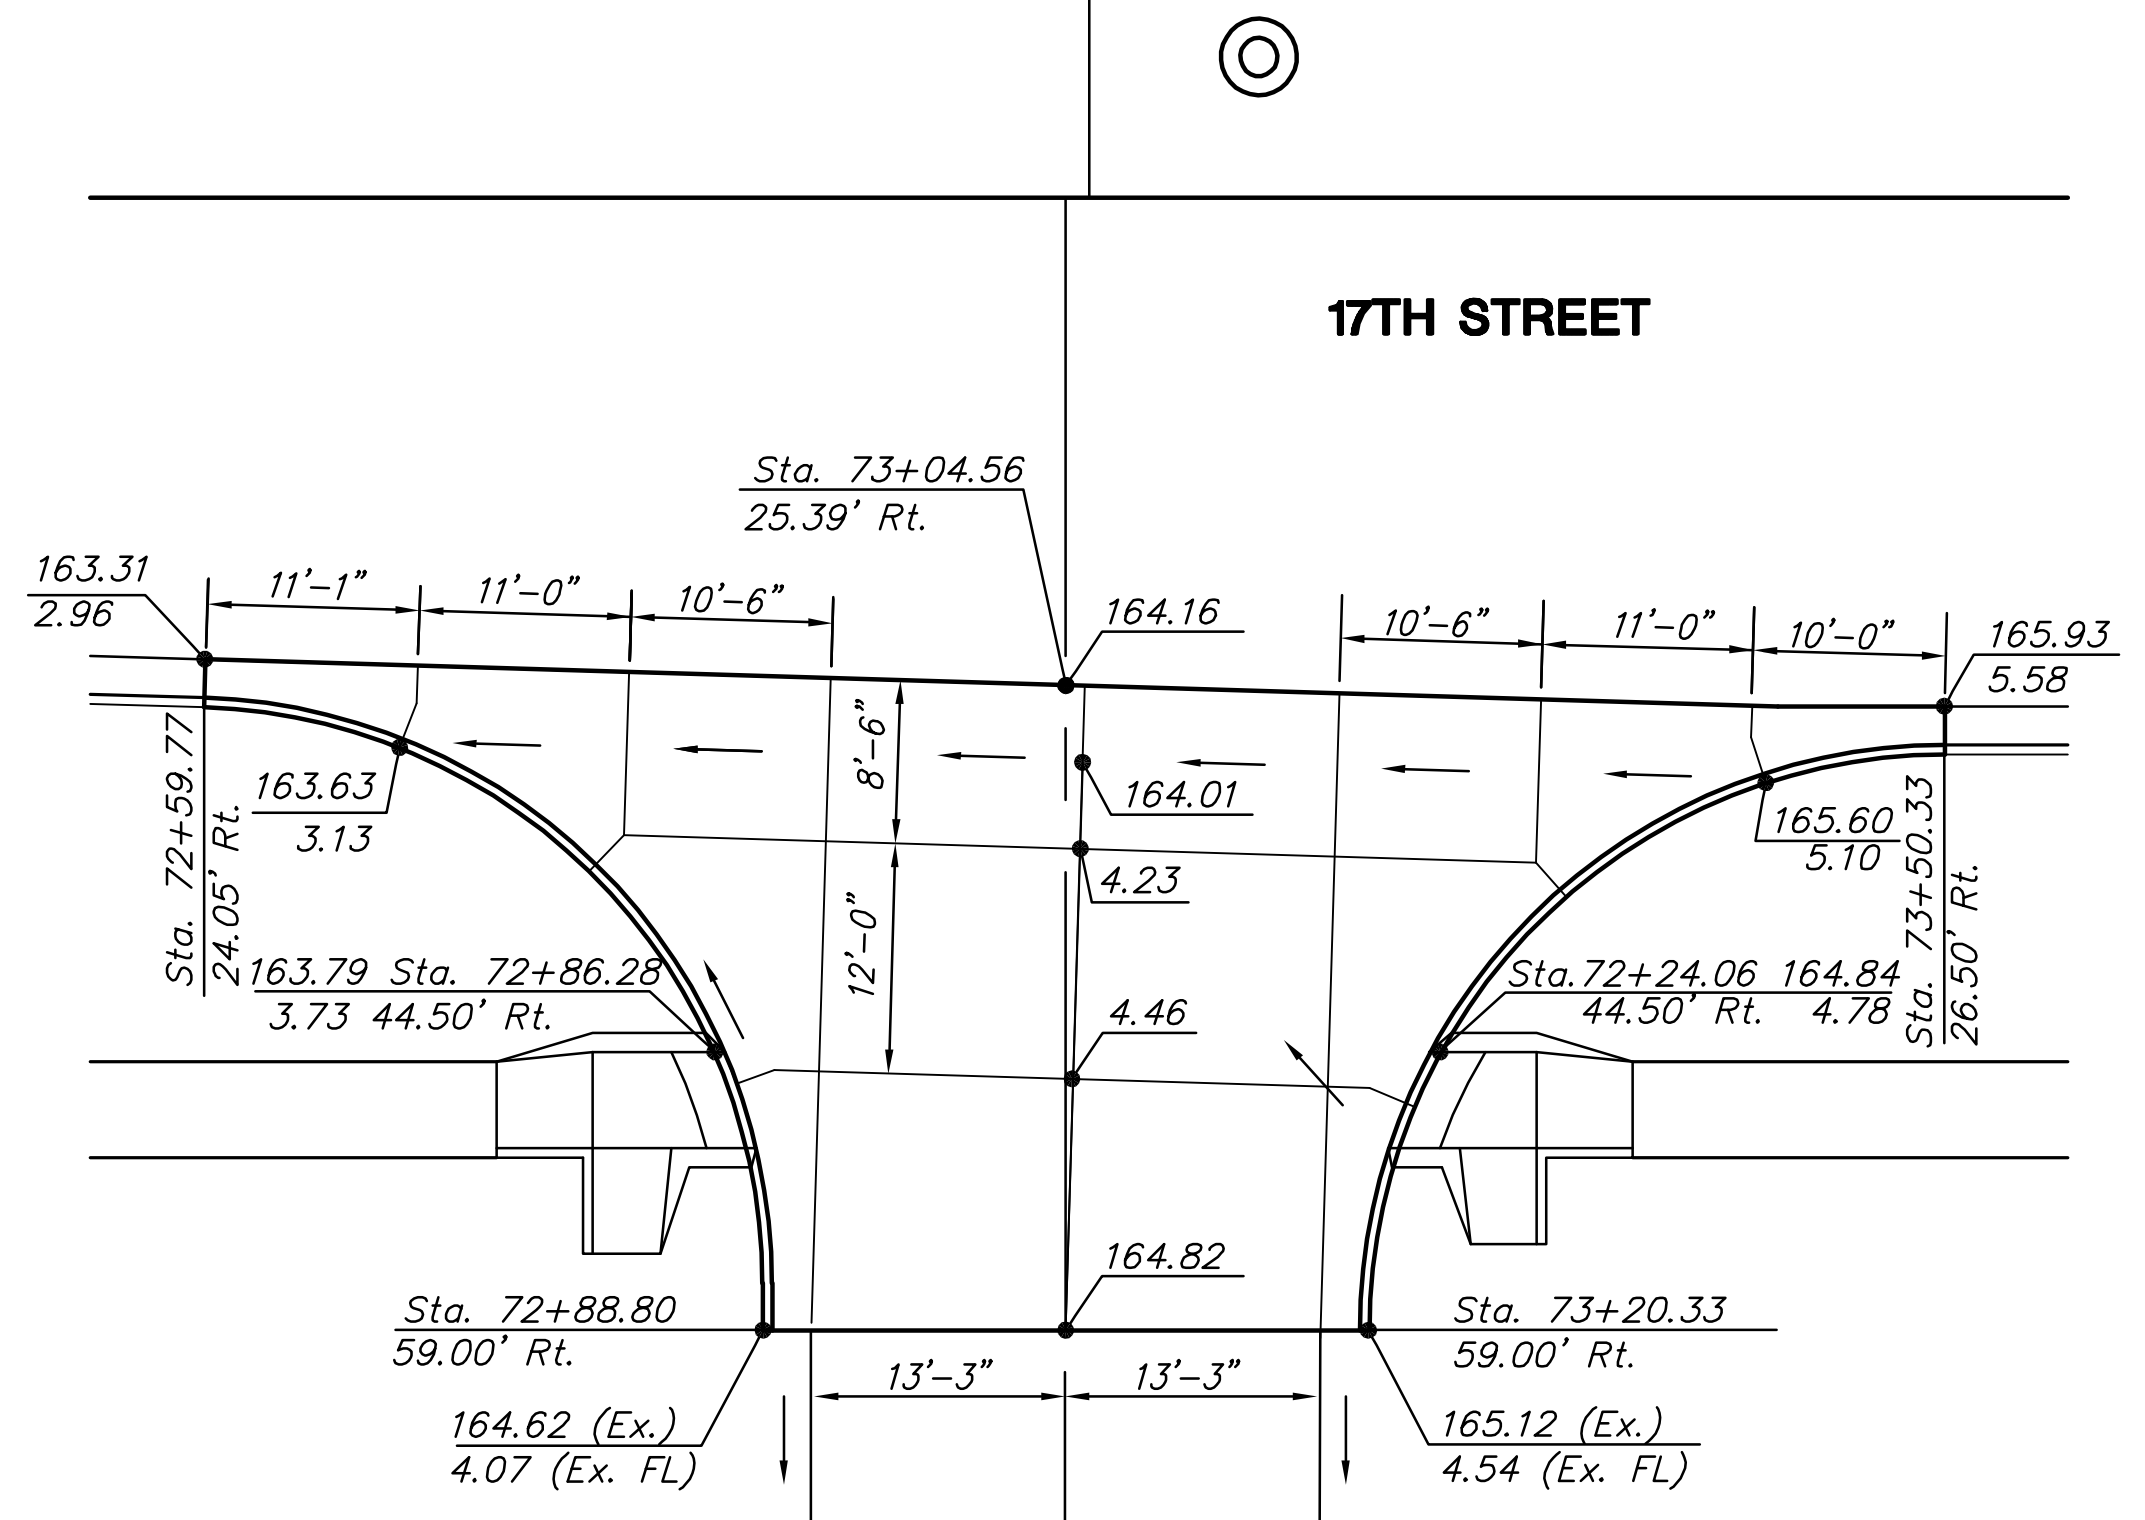 17TH STREET
Sta. 73+04.56
25.39' Rt.
163.31
2.96
11'-1"
11'-0"
10'-6"
164.16
10'-6"
11'-0"
10'-0"
165.93
5.58
8'-6"
163.63
3.13
164.01
165.60
5.10
4.23
12'-0"
Sta. 72+59.77
24.05' Rt.
Sta. 73+50.33
26.50' Rt.
163.79 Sta. 72+86.28
3.73 44.50' Rt.
4.46
Sta.72+24.06 164.84
44.50' Rt. 4.78
164.82
Sta. 72+88.80
59.00' Rt.
Sta. 73+20.33
59.00' Rt.
13'-3"
13'-3"
164.62 (Ex.)
4.07 (Ex. FL)
165.12 (Ex.)
4.54 (Ex. FL)